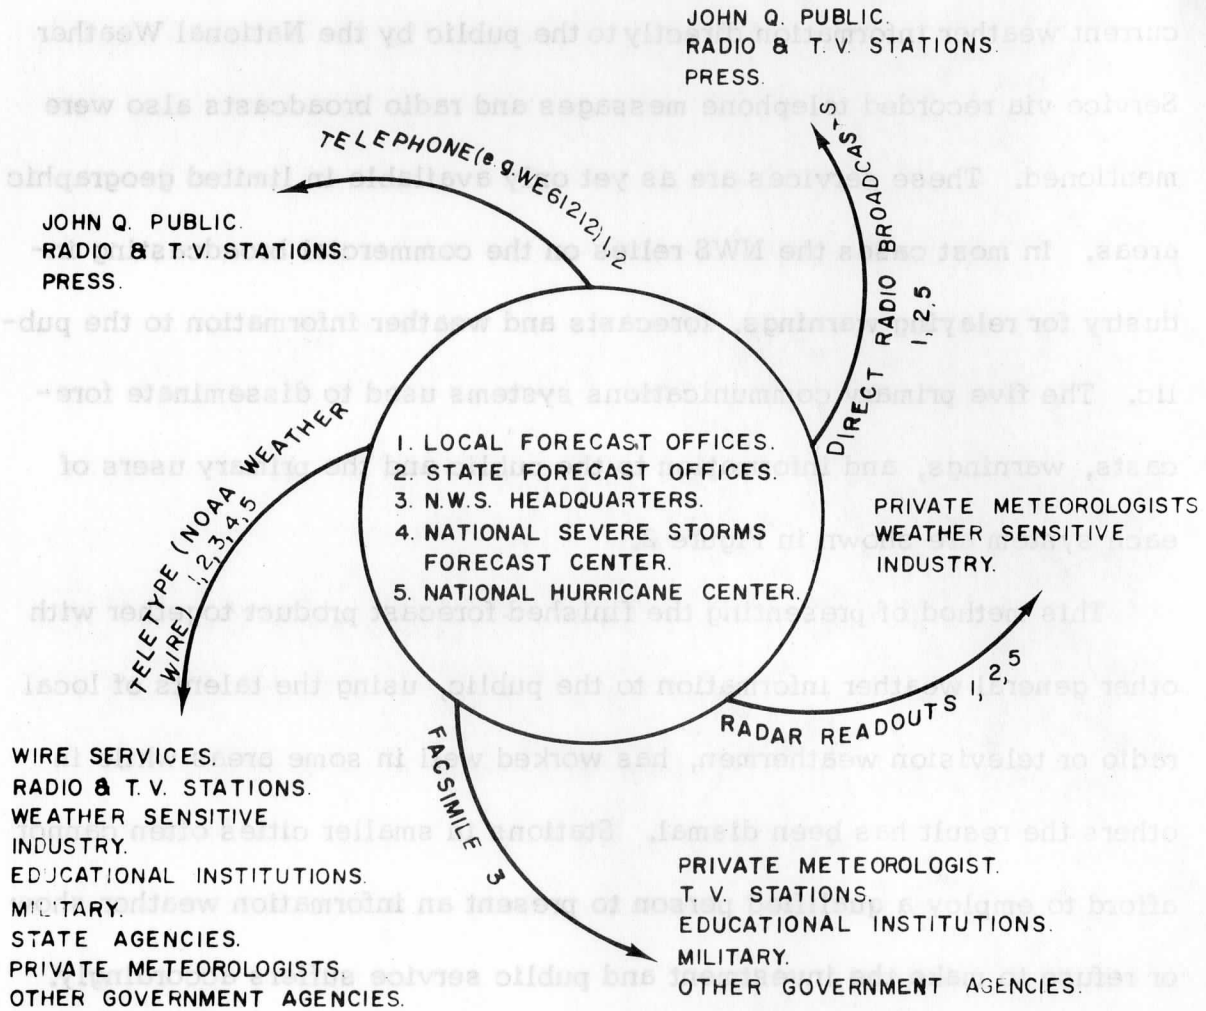 JOHN Q. PUBLIC.
RADIO & T.V. STATIONS.
PRESS.
TELEPHONE (e.g. WE61212) 1,2
DIRECT RADIO BROADCASTS
1, 2, 5
JOHN Q. PUBLIC.
RADIO & T.V. STATIONS.
PRESS.
TELETYPE (NOAA WEATHER
WIRE) 1, 2, 3, 4, 5
1. LOCAL FORECAST OFFICES.
2. STATE FORECAST OFFICES.
3. N.W.S. HEADQUARTERS.
4. NATIONAL SEVERE STORMS
FORECAST CENTER.
5. NATIONAL HURRICANE CENTER.
PRIVATE METEOROLOGISTS
WEATHER SENSITIVE
INDUSTRY.
RADAR READOUTS 1, 2, 5
FACSIMILE 3
WIRE SERVICES.
RADIO & T.V. STATIONS.
WEATHER SENSITIVE
INDUSTRY.
EDUCATIONAL INSTITUTIONS.
MILITARY.
STATE AGENCIES.
PRIVATE METEOROLOGISTS.
OTHER GOVERNMENT AGENCIES.
PRIVATE METEOROLOGIST.
T.V. STATIONS.
EDUCATIONAL INSTITUTIONS.
MILITARY.
OTHER GOVERNMENT AGENCIES.